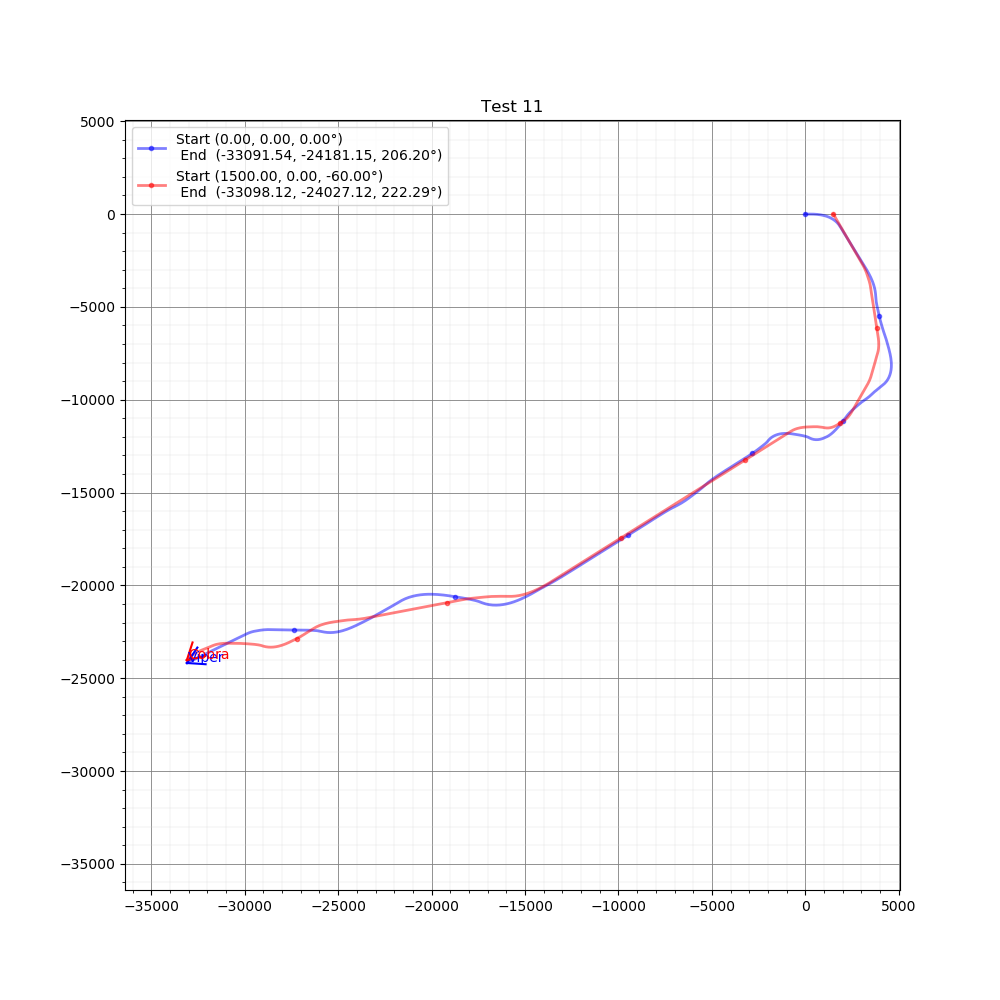 Test 11
Start (0.00, 0.00, 0.00°)
End (-33091.54, -24181.15, 206.20°)
Start (1500.00, 0.00, -60.00°)
End (-33098.12, -24027.12, 222.29°)
5000
0
−5000
−10000
−15000
−20000
−25000
−30000
−35000
Cobra
Viper
−35000 −30000 −25000 −20000 −15000 −10000 −5000 0 5000